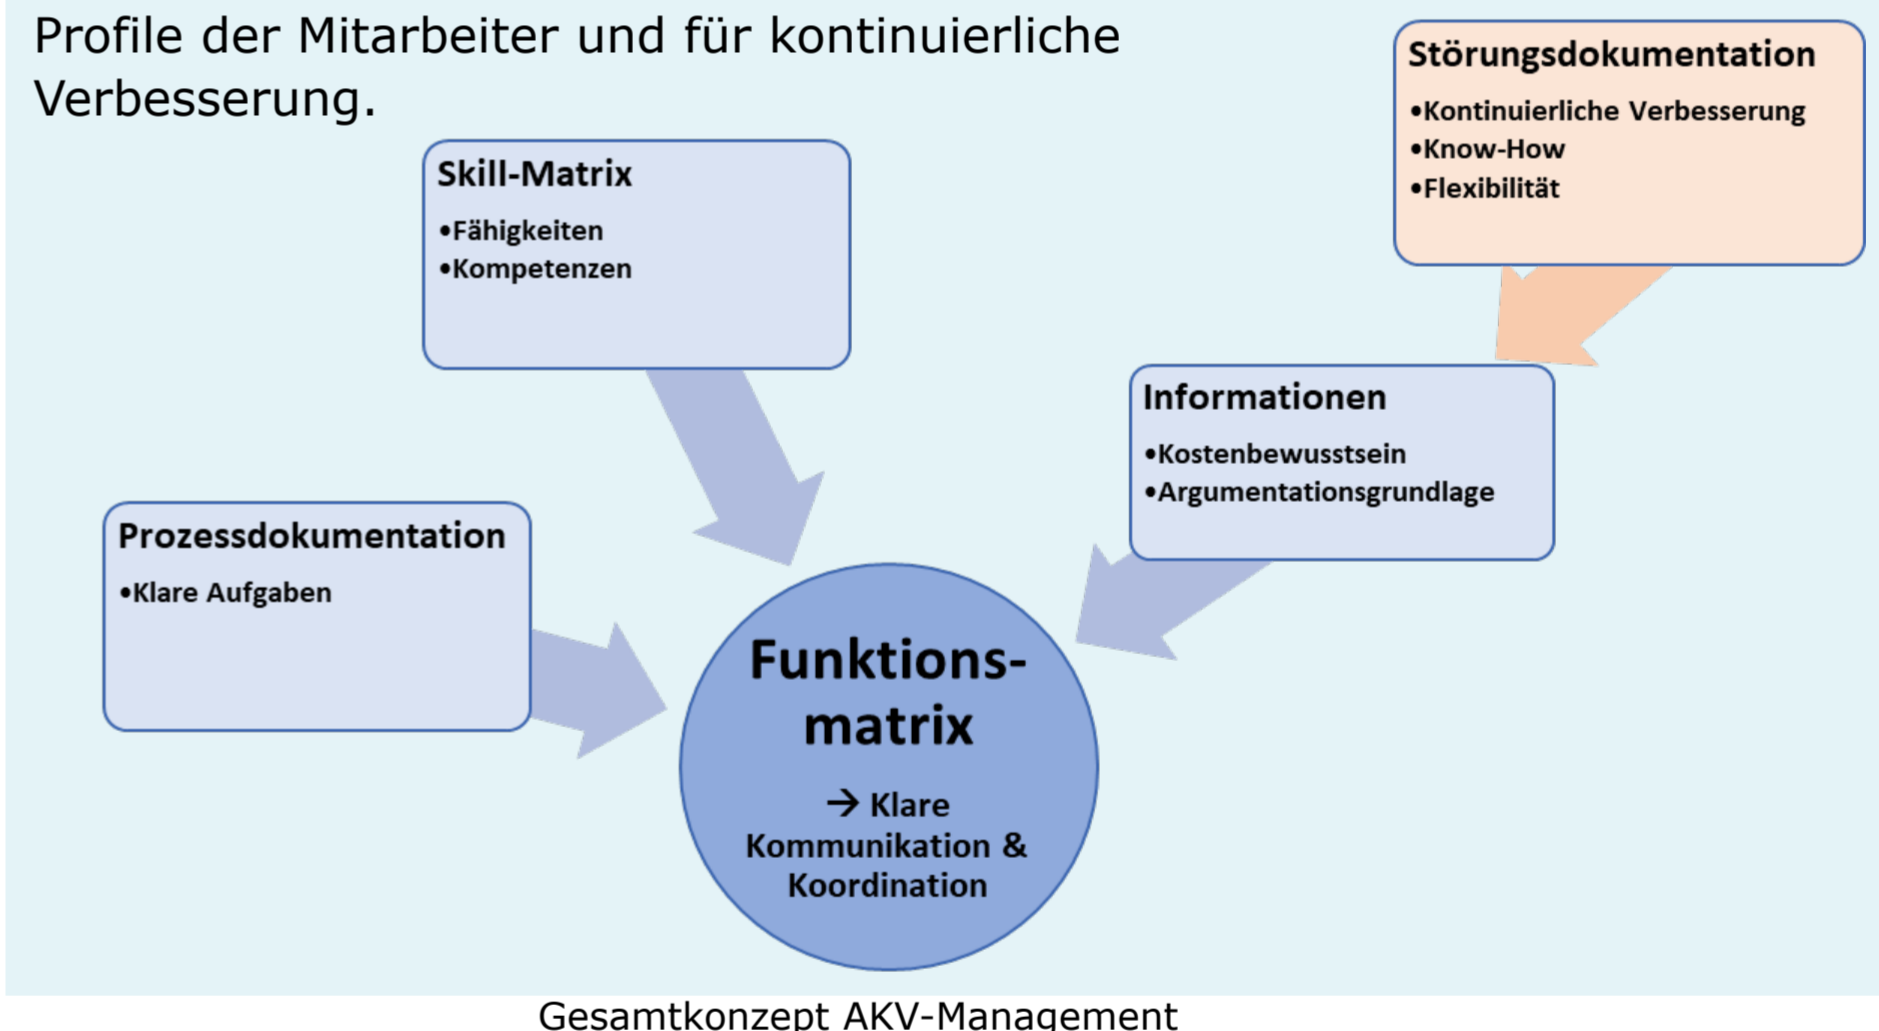 Profile der Mitarbeiter und für kontinuierliche
Verbesserung.
Störungsdokumentation
•Kontinuierliche Verbesserung
•Know-How
•Flexibilität
Skill-Matrix
•Fähigkeiten
•Kompetenzen
Informationen
•Kostenbewusstsein
•Argumentationsgrundlage
Prozessdokumentation
•Klare Aufgaben
Funktions-
matrix
→ Klare
Kommunikation &
Koordination
Gesamtkonzept AKV-Management